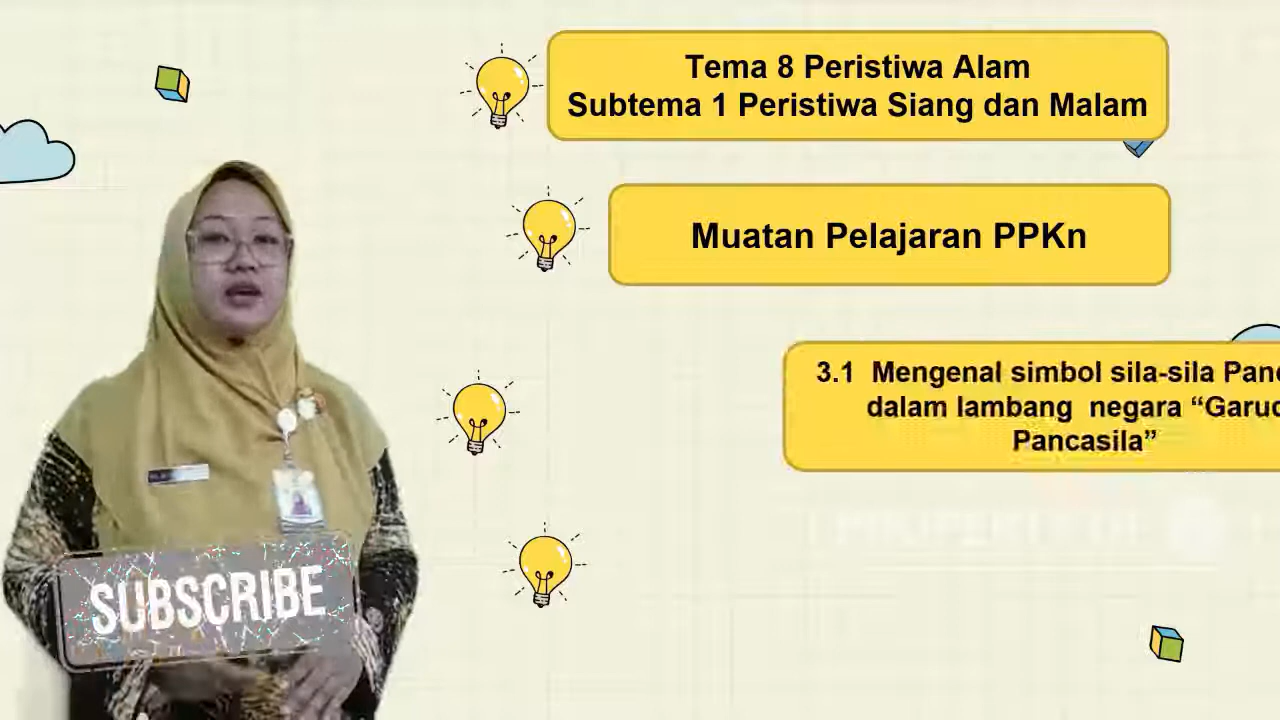 Tema 8 Peristiwa Alam
Subtema 1 Peristiwa Siang dan Malam
Muatan Pelajaran PPKn
3.1 Mengenal simbol sila-sila
dalam lambang negara
Pancasila”
SUBSCRIBE